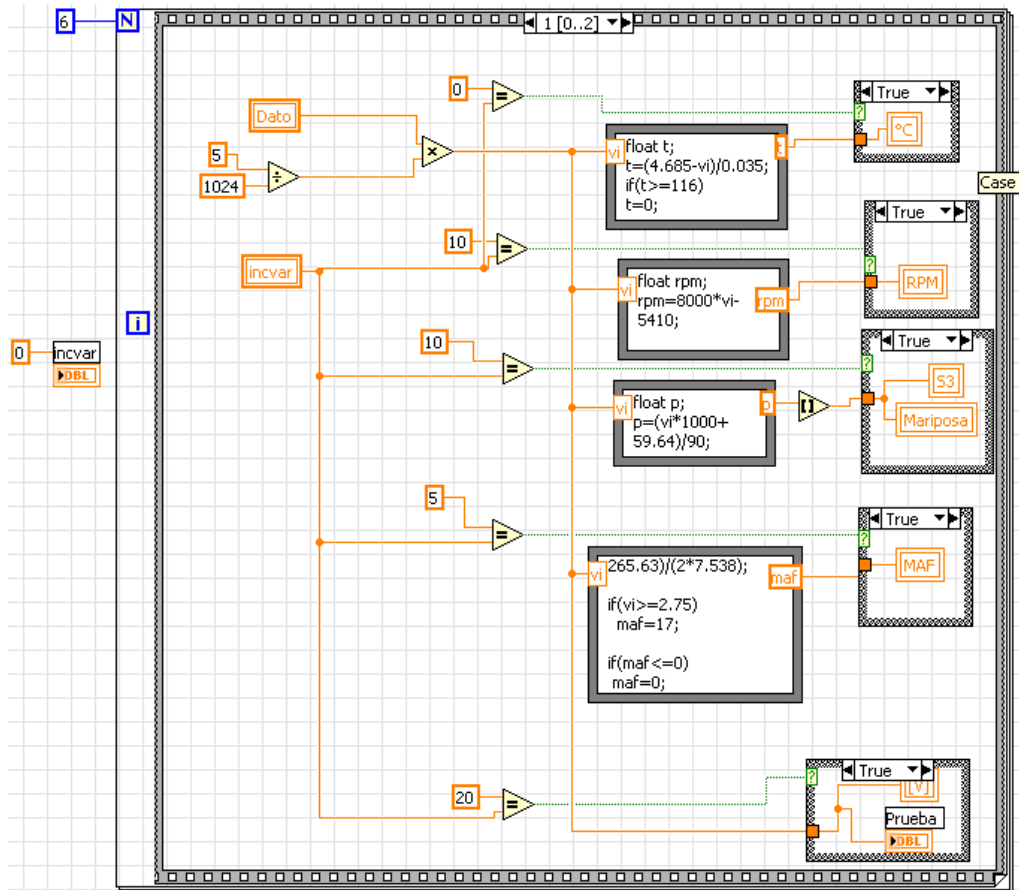 6
N
1 [0..2]
0
=
True
?
°C
Dato
5
÷
1024
×
vi
float t;
t=(4.685-vi)/0.035;
if(t>=116)
t=0;
t
Case
10
=
True
?
RPM
incvar
vi
float rpm;
rpm=8000*vi-
5410;
rpm
i
0
incvar
DBL
10
=
True
?
S3
Mariposa
vi
float p;
p=(vi*1000+
59.64)/90;
p
[]
5
=
True
?
MAF
vi
265.63)/(2*7.538);
if(vi>=2.75)
maf=17;
if(maf<=0)
maf=0;
maf
20
=
True
?
[V]
Prueba
DBL